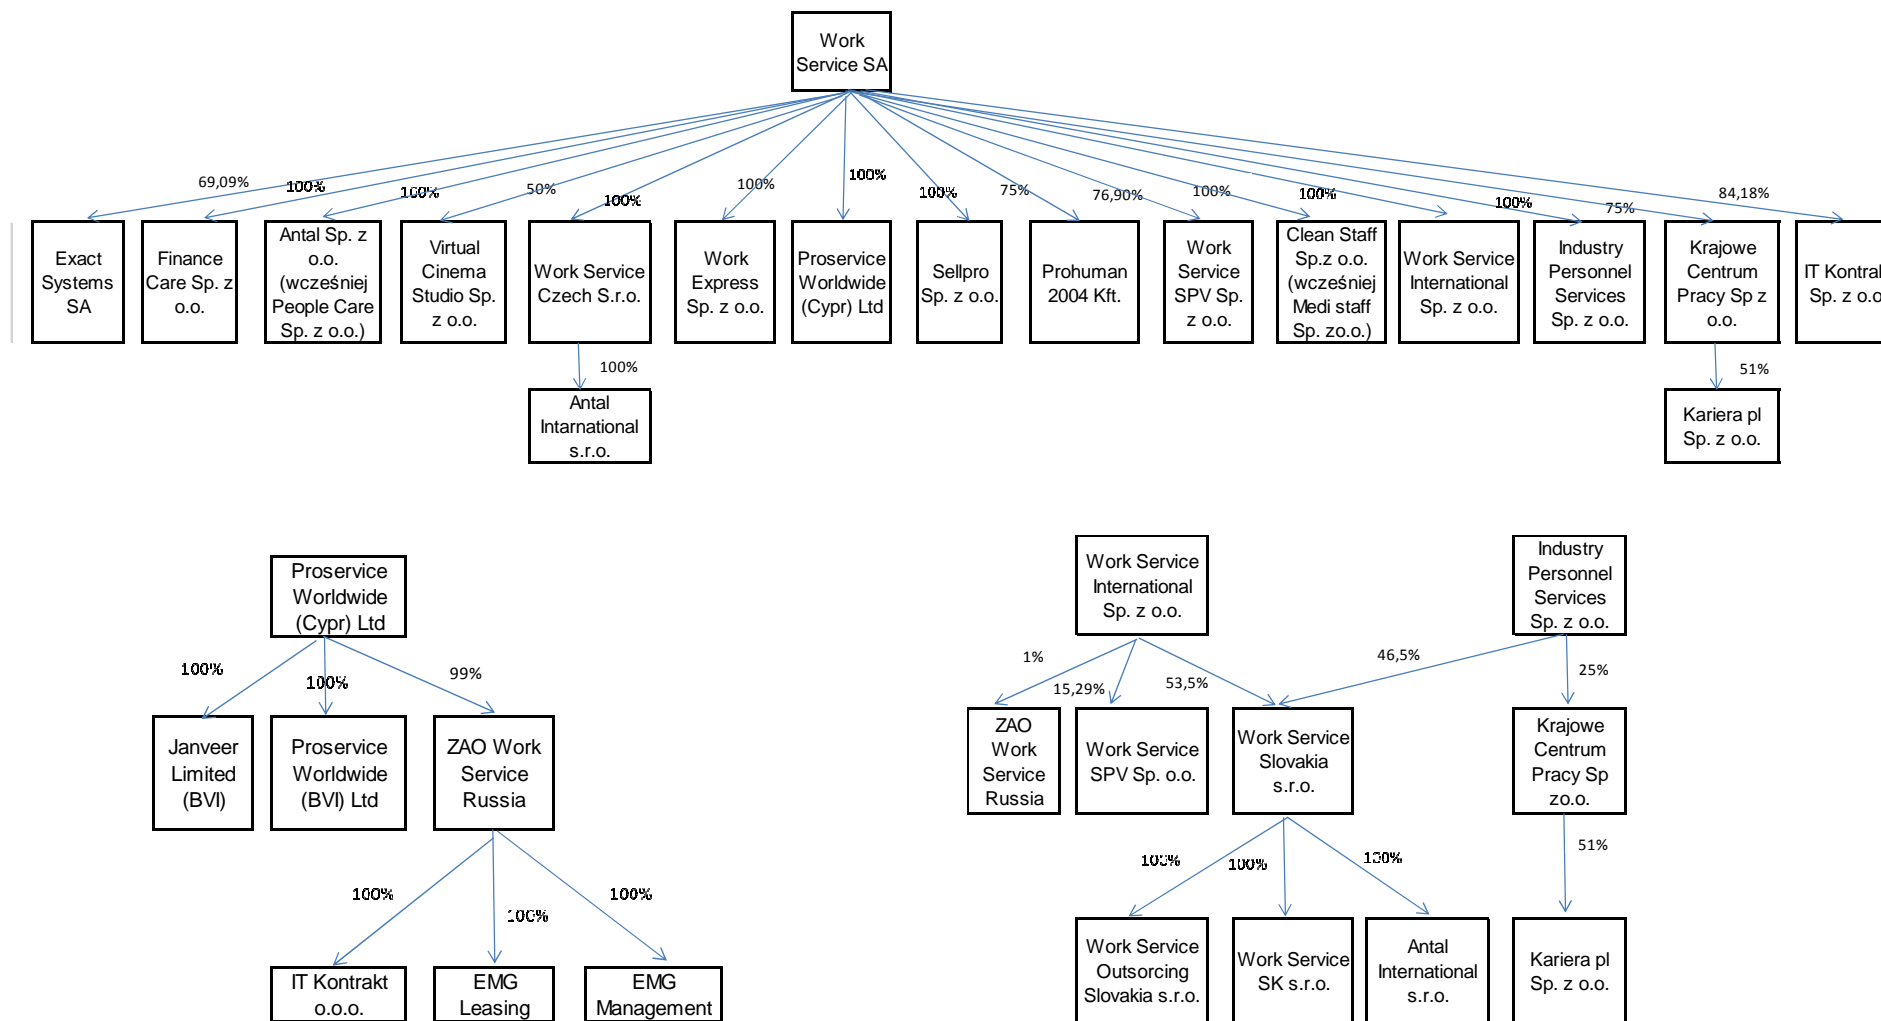 Work
Service SA
69,09%
100%
100%
50%
100%
100%
100%
100%
75%
76,90%
100%
100%
100%
75%
84,18%
Exact
Systems
SA
Finance
Care Sp. z
o.o.
Antal Sp. z
o.o.
(wcześniej
People Care
Sp. z o.o.)
Virtual
Cinema
Studio Sp.
z o.o.
Work Service
Czech S.r.o.
Work
Express
Sp. z o.o.
Proservice
Worldwide
(Cypr) Ltd
Sellpro
Sp. z o.o.
Prohuman
2004 Kft.
Work
Service
SPV Sp.
z o.o.
Clean Staff
Sp.z o.o.
(wcześniej
Medi staff
Sp. zo.o.)
Work Service
International
Sp. z o.o.
Industry
Personnel
Services
Sp. z o.o.
Krajowe
Centrum
Pracy Sp z
o.o.
IT Kontrak
Sp. z o.o
100%
51%
Antal
Intarnational
s.r.o.
Kariera pl
Sp. z o.o.
Proservice
Worldwide
(Cypr) Ltd
100%
100%
99%
Janveer
Limited
(BVI)
Proservice
Worldwide
(BVI) Ltd
ZAO Work
Service
Russia
100%
100%
100%
IT Kontrakt
o.o.o.
EMG
Leasing
EMG
Management
Work Service
International
Sp. z o.o.
Industry
Personnel
Services
Sp. z o.o.
1%
15,29%
53,5%
46,5%
25%
ZAO
Work
Service
Russia
Work Service
SPV Sp. o.o.
Work Service
Slovakia
s.r.o.
Krajowe
Centrum
Pracy Sp
zo.o.
100%
100%
100%
51%
Work Service
Outsorcing
Slovakia s.r.o.
Work Service
SK s.r.o.
Antal
International
s.r.o.
Kariera pl
Sp. z o.o.